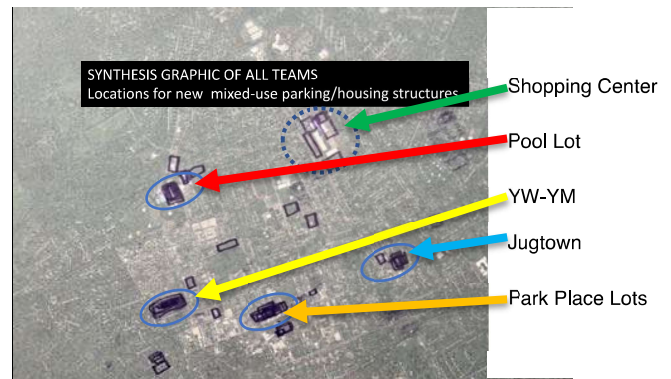 SYNTHESIS GRAPHIC OF ALL TEAMS
Locations for new mixed-use parking/housing structures
Shopping Center
Pool Lot
YW-YM
Jugtown
Park Place Lots